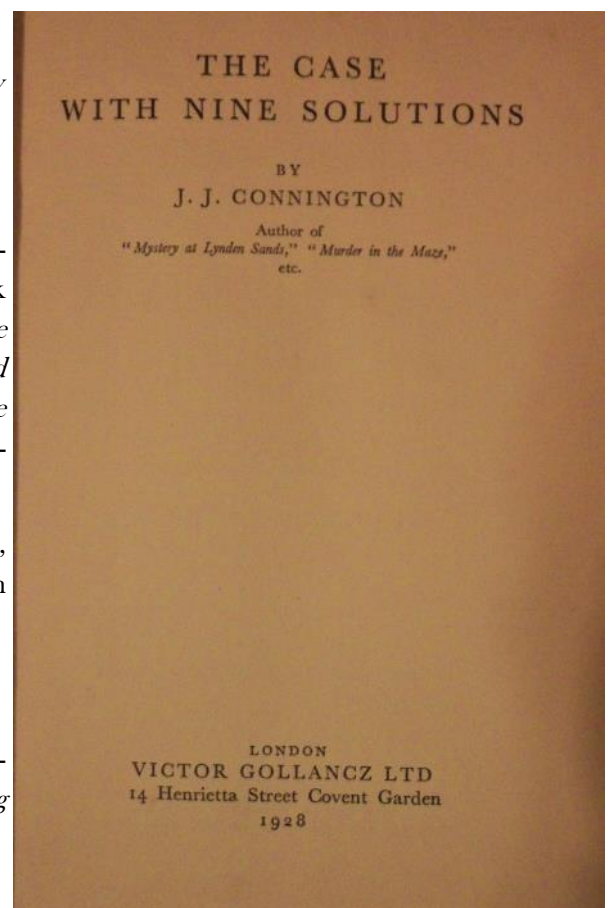 THE CASE
WITH NINE SOLUTIONS
BY
J. J. CONNINGTON
Author of
"Mystery at Lynden Sands," "Murder in the Maze,"
etc.
LONDON
VICTOR GOLLANCZ LTD
14 Henrietta Street Covent Garden
1928